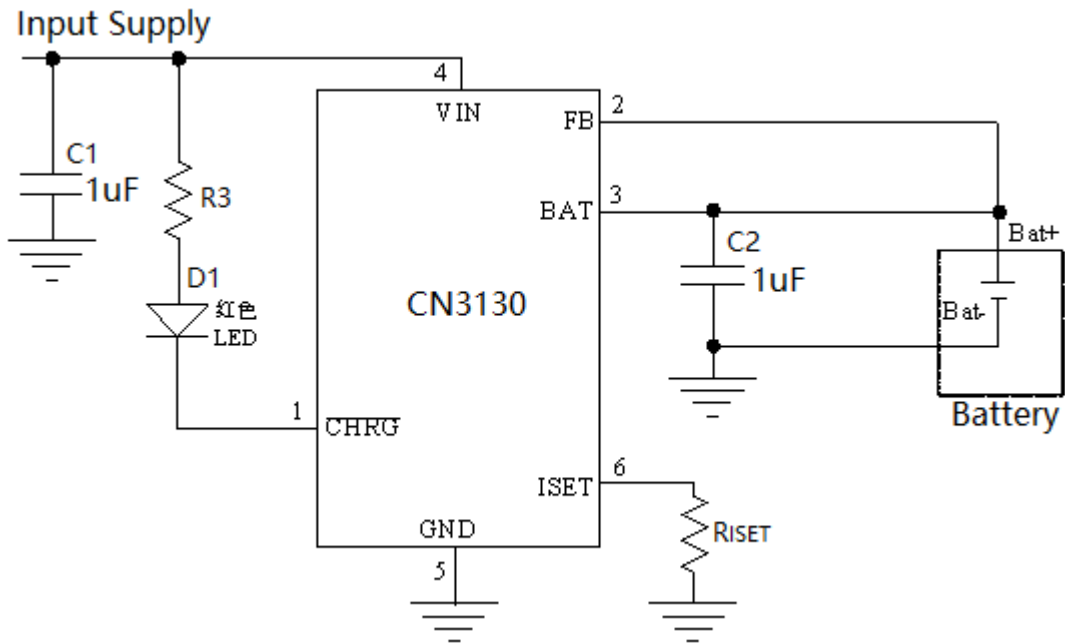 Input Supply
4
VIN
FB
2
C1
1uF
R3
BAT
3
C2
1uF
Bat+
Bat-
D1
红色
LED
CN3130
Battery
1
CHRG
ISET
6
RISET
GND
5